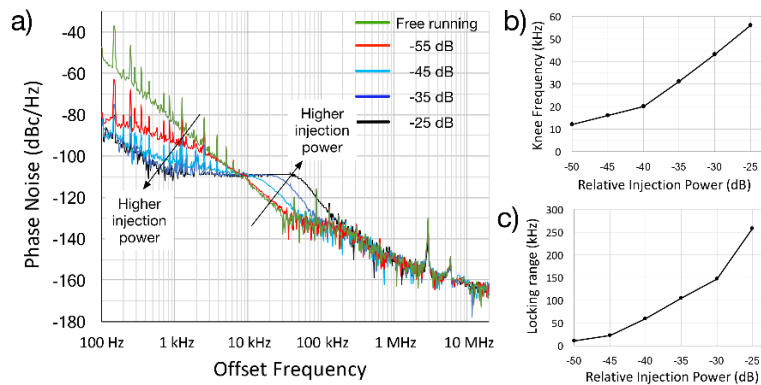 a)
Phase Noise (dBc/Hz)
-40
-60
-80
-100
-120
-140
-160
-180
100 Hz
1 kHz
10 kHz
100 kHz
1 MHz
10 MHz
Offset Frequency
Free running
-55 dB
-45 dB
-35 dB
-25 dB
Higher
injection
power
Higher
injection
power
b)
Knee Frequency (kHz)
60
50
40
30
20
10
0
-50
-45
-40
-35
-30
-25
Relative Injection Power (dB)
c)
Locking range (kHz)
300
250
200
150
100
50
0
-50
-45
-40
-35
-30
-25
Relative Injection Power (dB)